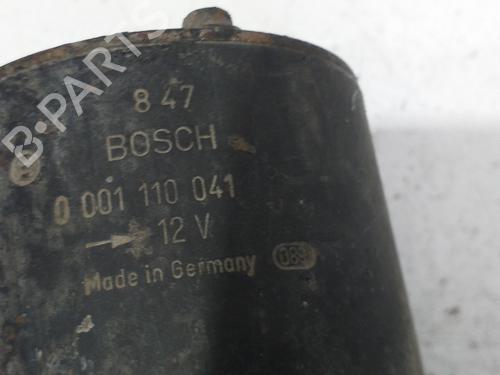 8 47
BOSCH
0 001 110 041
12 V
Made in Germany
B-PARTS